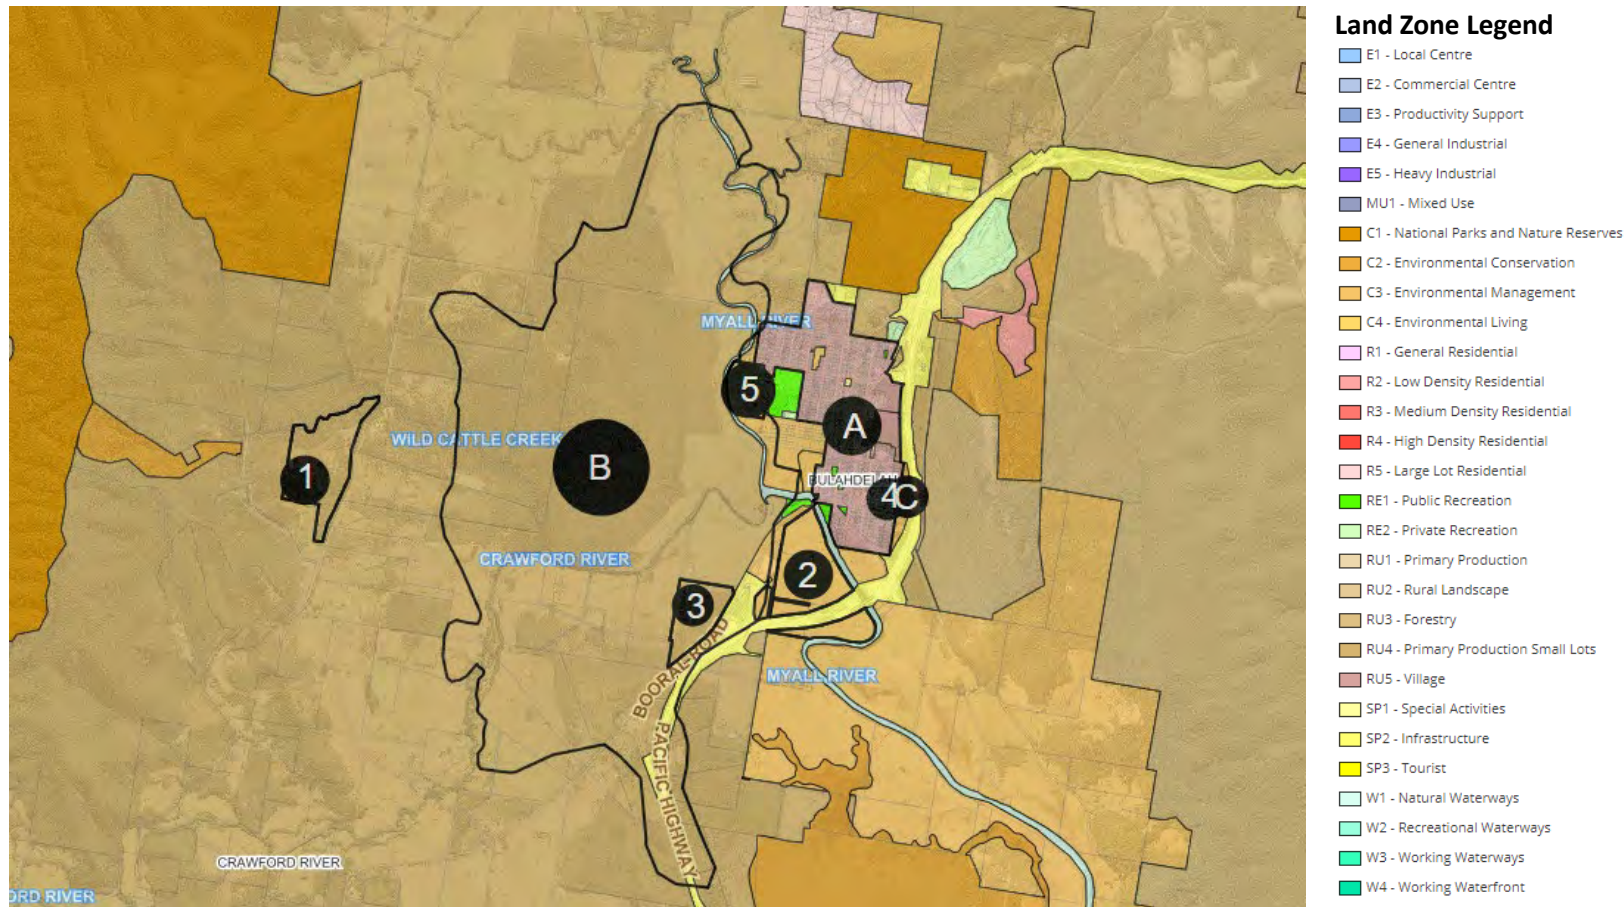 Land Zone Legend
E1 - Local Centre
E2 - Commercial Centre
E3 - Productivity Support
E4 - General Industrial
E5 - Heavy Industrial
MU1 - Mixed Use
C1 - National Parks and Nature Reserves
C2 - Environmental Conservation
C3 - Environmental Management
C4 - Environmental Living
R1 - General Residential
R2 - Low Density Residential
R3 - Medium Density Residential
R4 - High Density Residential
R5 - Large Lot Residential
RE1 - Public Recreation
RE2 - Private Recreation
RU1 - Primary Production
RU2 - Rural Landscape
RU3 - Forestry
RU4 - Primary Production Small Lots
RU5 - Village
SP1 - Special Activities
SP2 - Infrastructure
SP3 - Tourist
W1 - Natural Waterways
W2 - Recreational Waterways
W3 - Working Waterways
W4 - Working Waterfront
MYALL RIVER
5
A
WILD CATTLE CREEK
B
1
BULAHDELAH
4
C
CRAWFORD RIVER
2
3
BOORAL-ROAD
MYALL RIVER
PACIFIC HIGHWAY
CRAWFORD RIVER
ORD RIVER